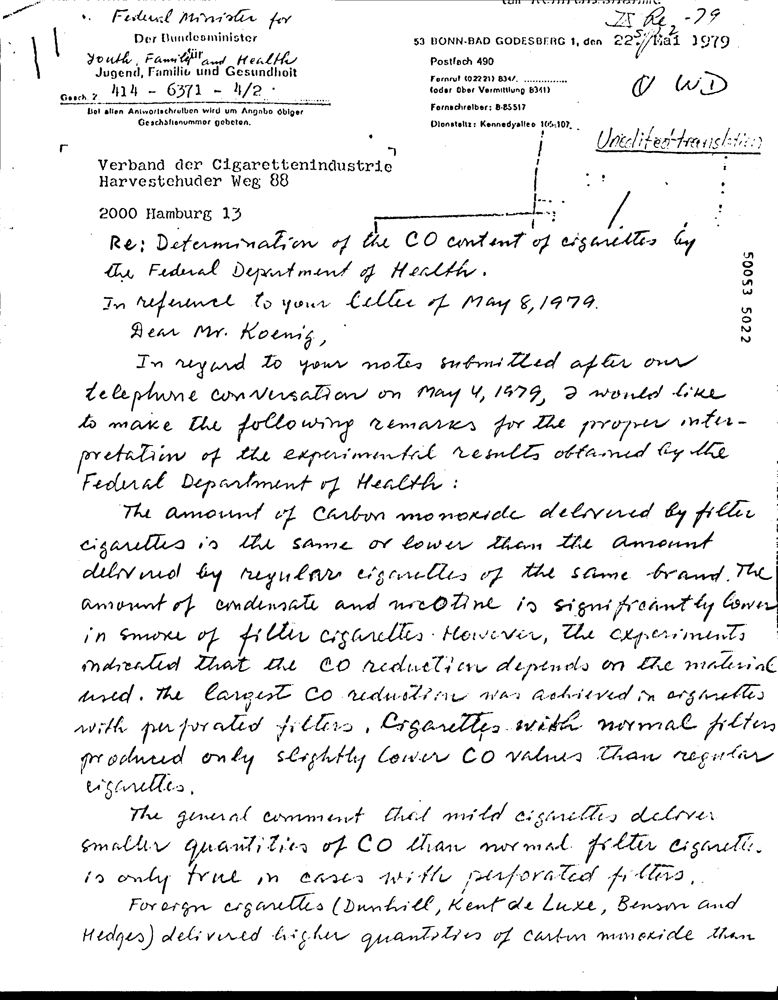 Federal Minister for
Der Bundesminister
für
Youth, Family and Health
Jugend, Familie und Gesundheit
Gesch. Z. 414 - 6371 - 4/2
Bei allen Antwortschreiben wird um Angabe obiger
Geschäftsnummer gebeten.
IX Re -79
53 BONN-BAD GODESBERG 1, den 22. Mai 1979
Postfach 490
Fernruf (02221) 834/. ..............
(oder über Vermittlung 8341)
Fernschreiber: 8-85517
Dienstsitz: Kennedyallee 105-107
WD
Unedited translation
Verband der Cigarettenindustrie
Harvestehuder Weg 88
2000 Hamburg 13
Re: Determination of the CO content of cigarettes by
the Federal Department of Health.
In reference to your letter of May 8, 1979.
Dear Mr. Koenig,
In regard to your notes submitted after our
telephone conversation on May 4, 1979, I would like
to make the following remarks for the proper inter-
pretation of the experimental results obtained by the
Federal Department of Health:
The amount of carbon monoxide delivered by filter
cigarettes is the same or lower than the amount
delivered by regular cigarettes of the same brand. The
amount of condensate and nicotine is significantly lower
in smoke of filter cigarettes. However, the experiments
indicated that the CO reduction depends on the material
used. The largest CO reduction was achieved in cigarettes
with perforated filters. Cigarettes with normal filters
produced only slightly lower CO values than regular
cigarettes.
The general comment that mild cigarettes deliver
smaller quantities of CO than normal filter cigarette.
is only true in cases with perforated filters.
Foreign cigarettes (Dunhill, Kent de Luxe, Benson and
Hedges) delivered higher quantities of carbon monoxide than
50053 5022